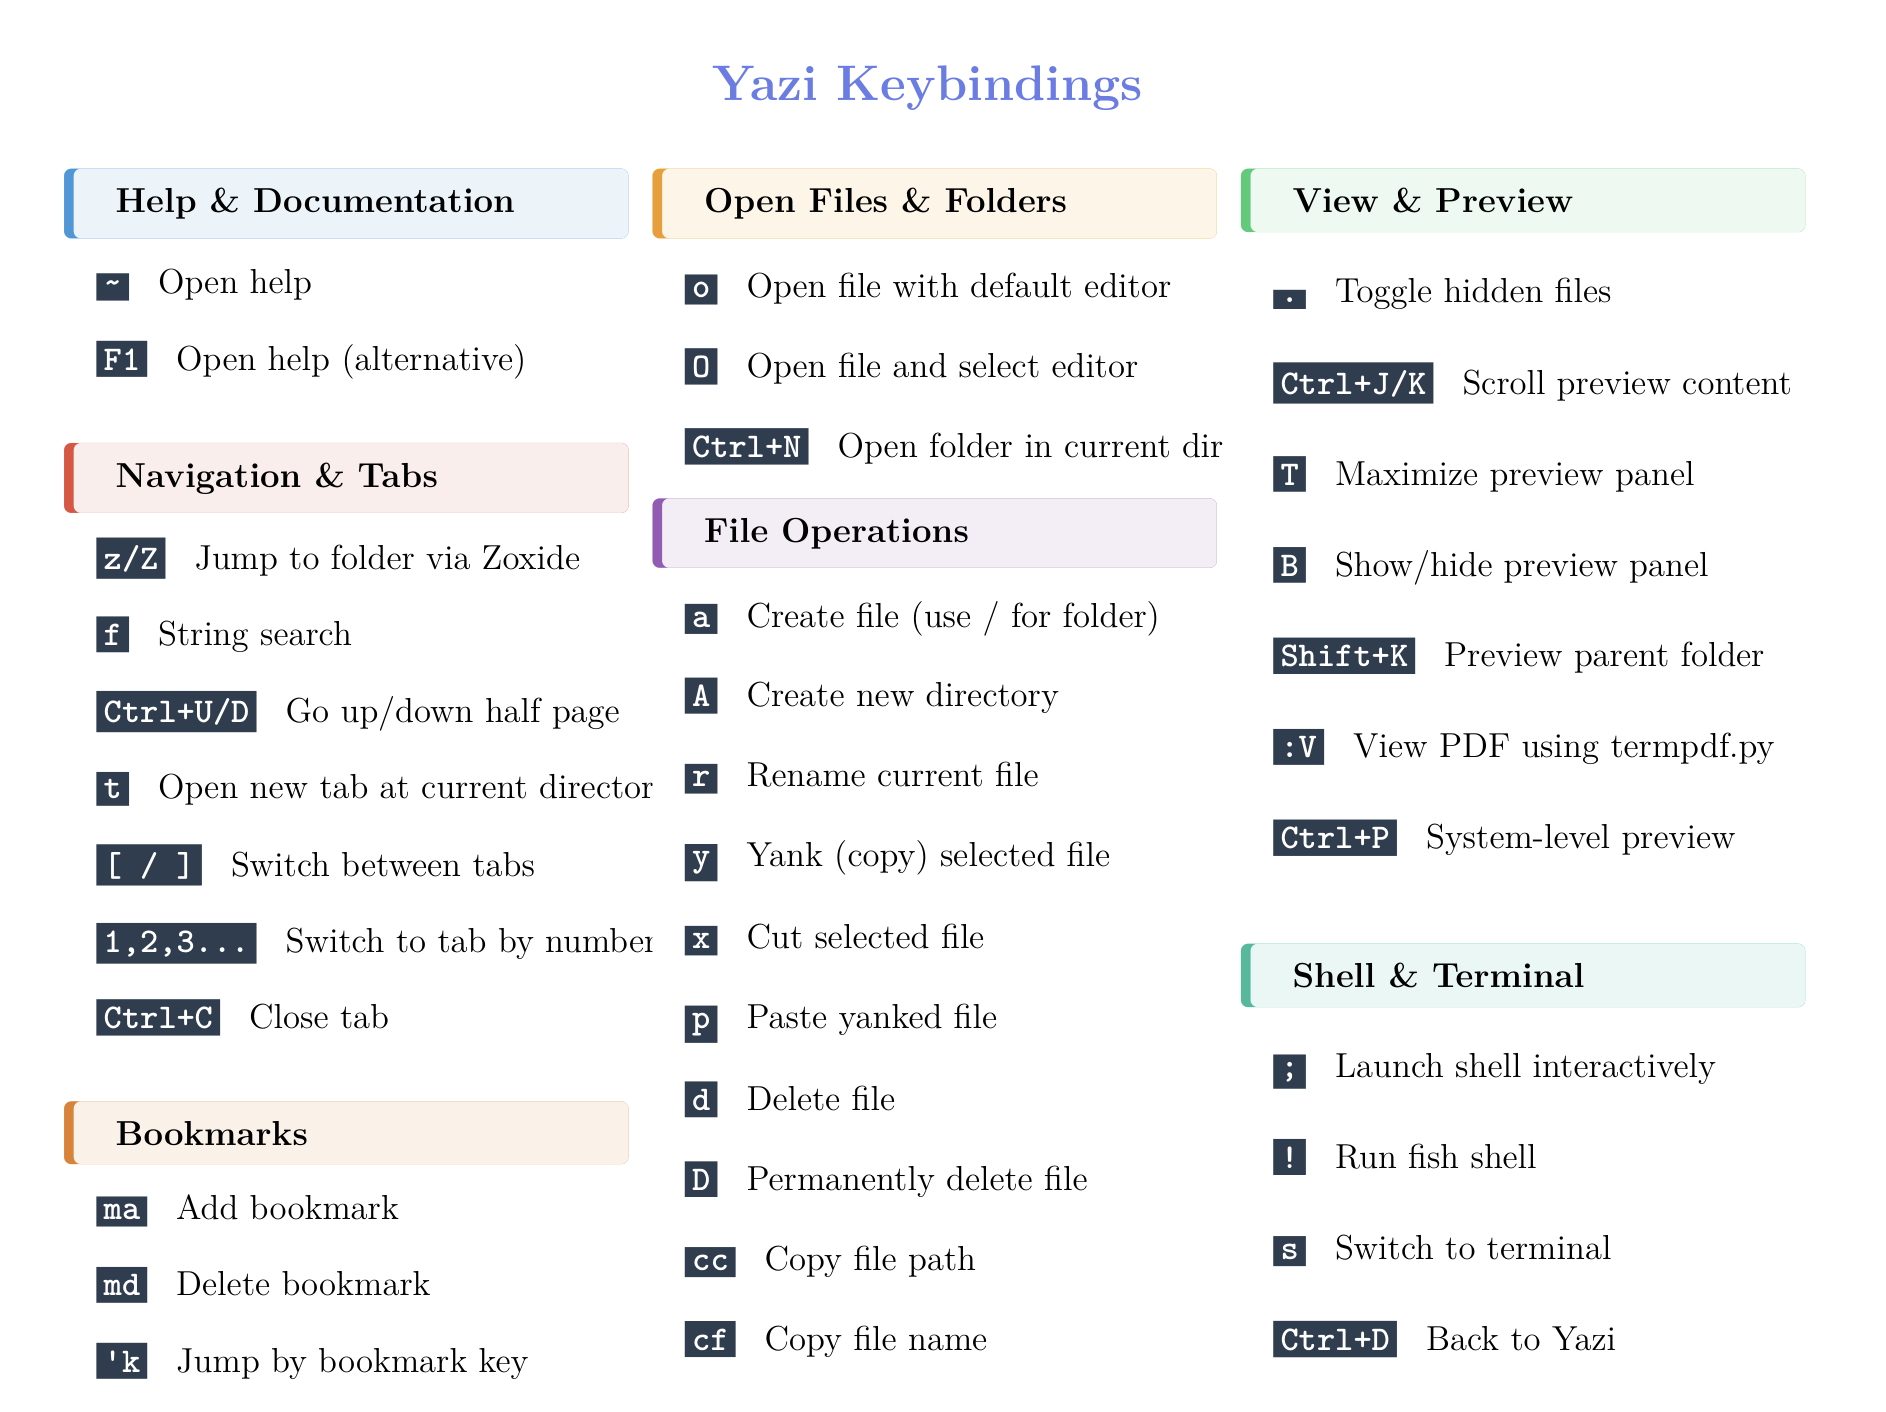 Yazi Keybindings
Help & Documentation
~ Open help
F1 Open help (alternative)
Navigation & Tabs
z/Z Jump to folder via Zoxide
f String search
Ctrl+U/D Go up/down half page
t Open new tab at current director
[ / ] Switch between tabs
1,2,3... Switch to tab by number
Ctrl+C Close tab
Bookmarks
ma Add bookmark
md Delete bookmark
'k Jump by bookmark key
Open Files & Folders
o Open file with default editor
O Open file and select editor
Ctrl+N Open folder in current dir
File Operations
a Create file (use / for folder)
A Create new directory
r Rename current file
y Yank (copy) selected file
x Cut selected file
p Paste yanked file
d Delete file
D Permanently delete file
cc Copy file path
cf Copy file name
View & Preview
. Toggle hidden files
Ctrl+J/K Scroll preview content
T Maximize preview panel
B Show/hide preview panel
Shift+K Preview parent folder
:V View PDF using termpdf.py
Ctrl+P System-level preview
Shell & Terminal
; Launch shell interactively
! Run fish shell
s Switch to terminal
Ctrl+D Back to Yazi